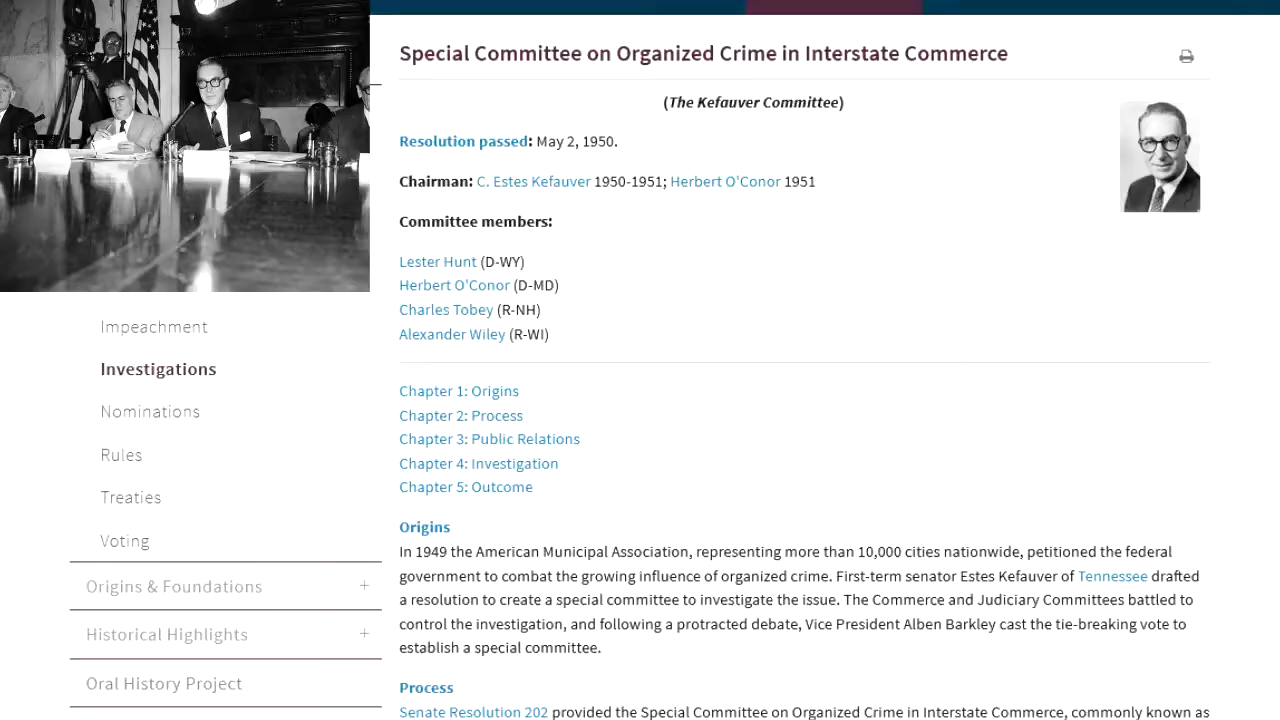 Special Committee on Organized Crime in Interstate Commerce
(The Kefauver Committee)
Resolution passed: May 2, 1950.
Chairman: C. Estes Kefauver 1950-1951; Herbert O'Conor 1951
Committee members:
Lester Hunt (D-WY)
Herbert O'Conor (D-MD)
Charles Tobey (R-NH)
Alexander Wiley (R-WI)
Chapter 1: Origins
Chapter 2: Process
Chapter 3: Public Relations
Chapter 4: Investigation
Chapter 5: Outcome
Origins
In 1949 the American Municipal Association, representing more than 10,000 cities nationwide, petitioned the federal
government to combat the growing influence of organized crime. First-term senator Estes Kefauver of Tennessee drafted
a resolution to create a special committee to investigate the issue. The Commerce and Judiciary Committees battled to
control the investigation, and following a protracted debate, Vice President Alben Barkley cast the tie-breaking vote to
establish a special committee.
Process
Senate Resolution 202 provided the Special Committee on Organized Crime in Interstate Commerce, commonly known as
Impeachment
Investigations
Nominations
Rules
Treaties
Voting
Origins & Foundations +
Historical Highlights +
Oral History Project